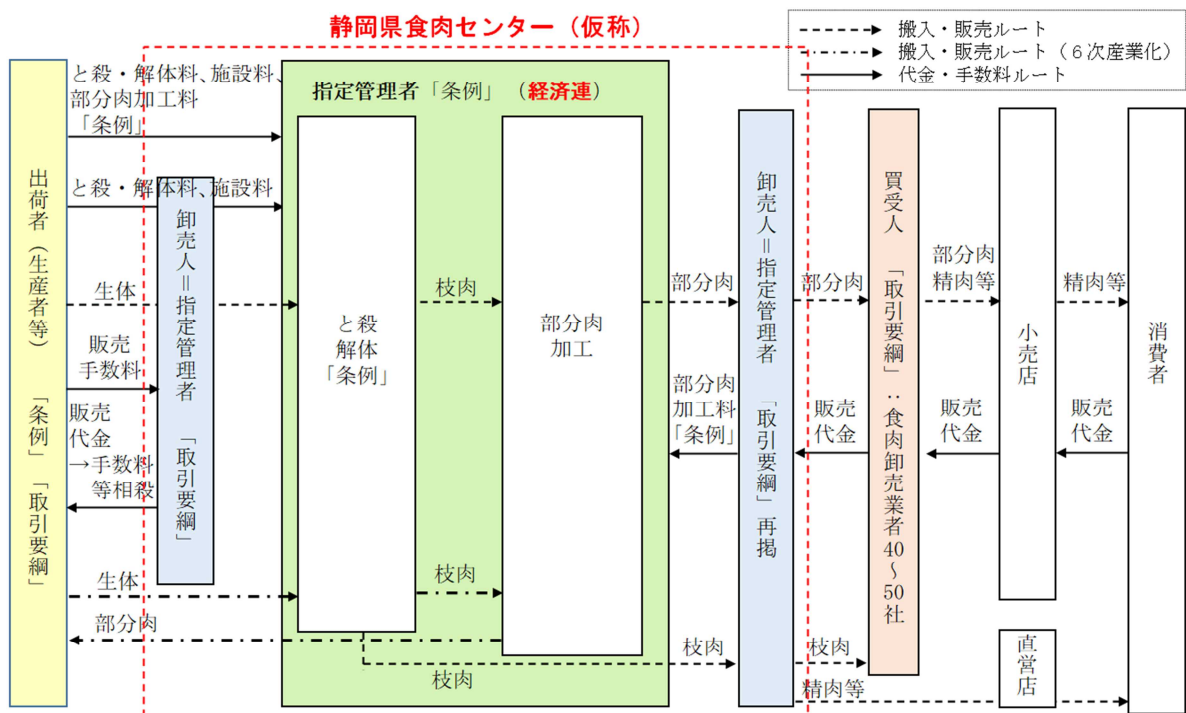 静岡県食肉センター（仮称）
搬入・販売ルート
搬入・販売ルート（６次産業化）
代金・手数料ルート
出荷者（生産者等）　「条例」「取引要綱」
と殺・解体料、施設料、
部分肉加工料
「条例」
と殺・解体料、施設料
生体
販売
手数料
販売
代金
→手数料
等相殺
生体
部分肉
卸売人＝指定管理者　「取引要綱」
指定管理者「条例」（経済連）
と殺
解体
「条例」
枝肉
枝肉
枝肉
部分肉
加工
部分肉
部分肉
加工料
「条例」
枝肉
卸売人＝指定管理者　「取引要綱」再掲
部分肉
販売
代金
枝肉
精肉等
買受人　「取引要綱」：食肉卸売業者40～50社
部分肉
精肉等
販売
代金
小売店
直営店
精肉等
販売
代金
消費者